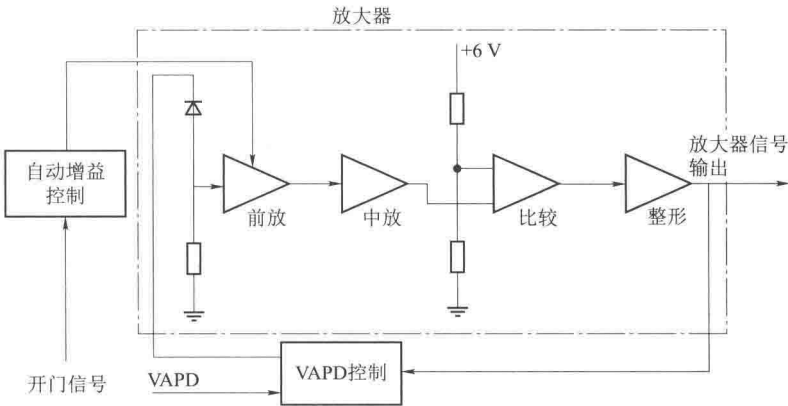 放大器
+6 V
自动增益
控制
前放
中放
比较
整形
放大器信号
输出
开门信号
VAPD
VAPD控制